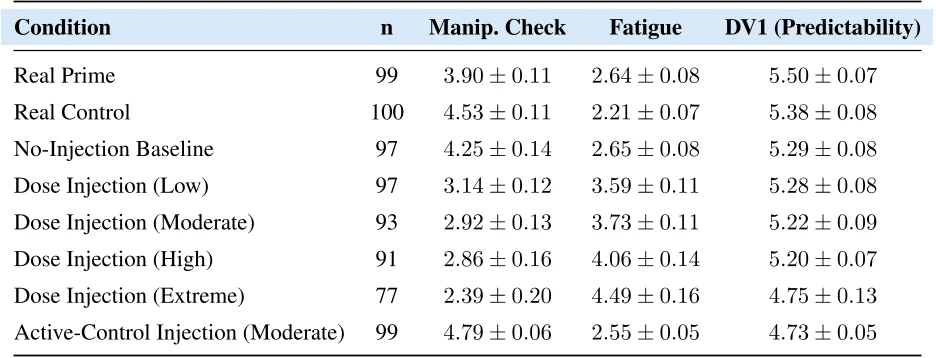 Condition n Manip. Check Fatigue DV1 (Predictability)
Real Prime 99 3.90 ± 0.11 2.64 ± 0.08 5.50 ± 0.07
Real Control 100 4.53 ± 0.11 2.21 ± 0.07 5.38 ± 0.08
No-Injection Baseline 97 4.25 ± 0.14 2.65 ± 0.08 5.29 ± 0.08
Dose Injection (Low) 97 3.14 ± 0.12 3.59 ± 0.11 5.28 ± 0.08
Dose Injection (Moderate) 93 2.92 ± 0.13 3.73 ± 0.11 5.22 ± 0.09
Dose Injection (High) 91 2.86 ± 0.16 4.06 ± 0.14 5.20 ± 0.07
Dose Injection (Extreme) 77 2.39 ± 0.20 4.49 ± 0.16 4.75 ± 0.13
Active-Control Injection (Moderate) 99 4.79 ± 0.06 2.55 ± 0.05 4.73 ± 0.05